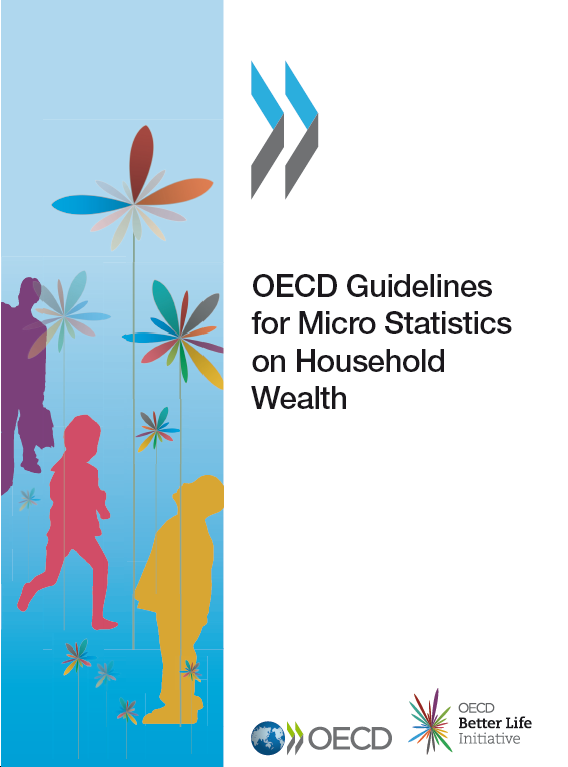 OECD Guidelines
for Micro Statistics
on Household
Wealth
OECD
OECD
Better Life
Initiative